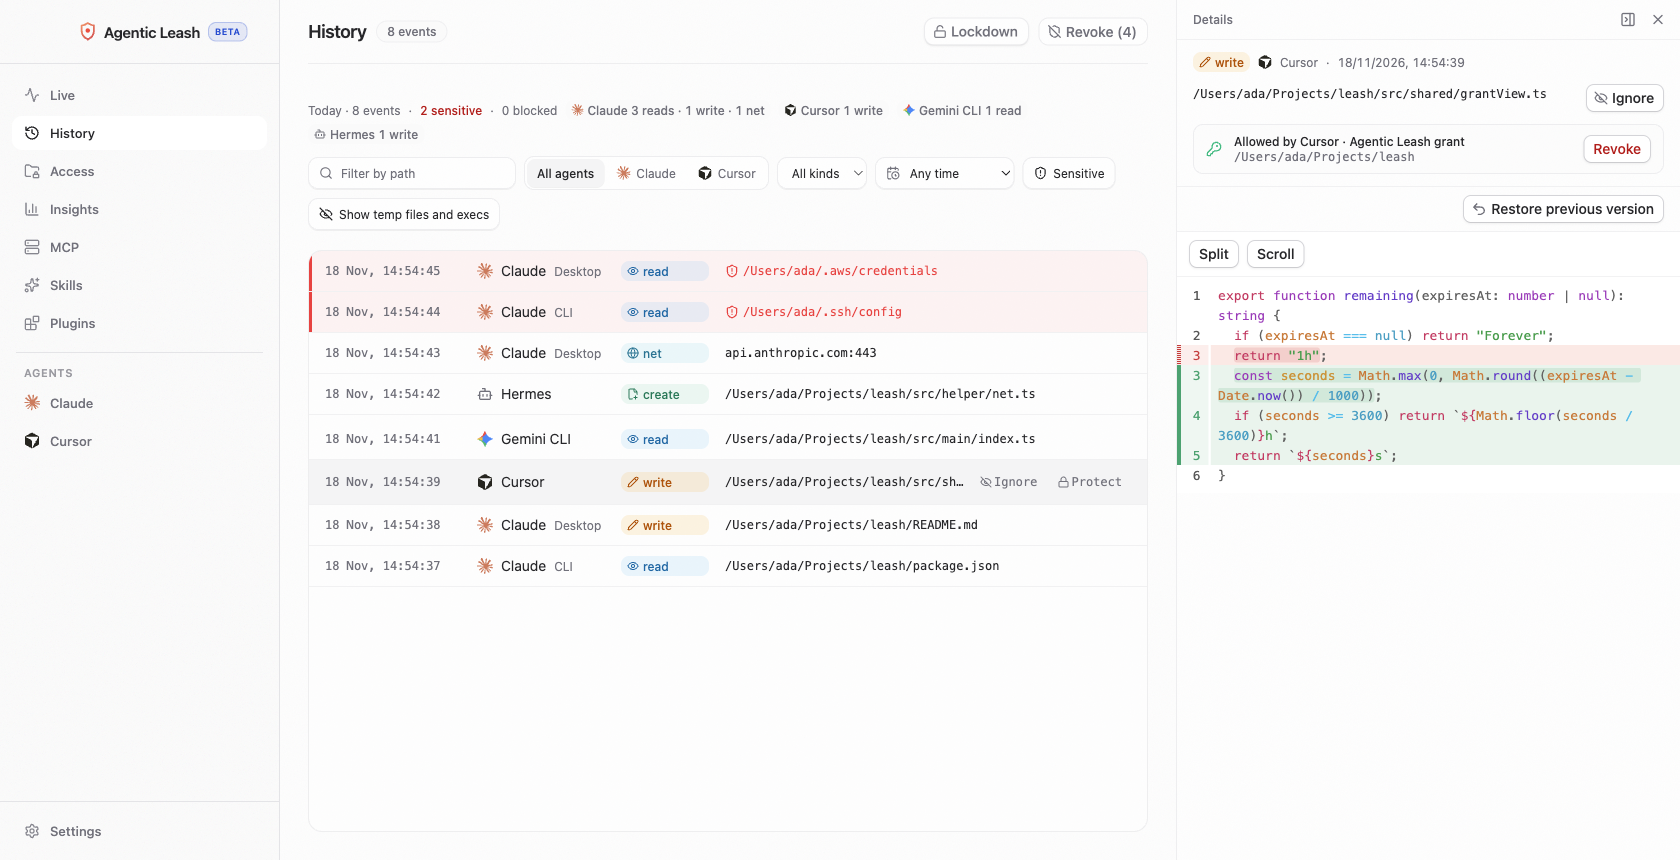 Agentic Leash BETA
Live
History
Access
Insights
MCP
Skills
Plugins
AGENTS
Claude
Cursor
Settings
History 8 events
Lockdown
Revoke (4)
Today · 8 events · 2 sensitive · 0 blocked Claude 3 reads · 1 write · 1 net Cursor 1 write Gemini CLI 1 read
Hermes 1 write
Filter by path
All agents Claude Cursor
All kinds
Any time
Sensitive
Show temp files and execs
18 Nov, 14:54:45 Claude Desktop read /Users/ada/.aws/credentials
18 Nov, 14:54:44 Claude CLI read /Users/ada/.ssh/config
18 Nov, 14:54:43 Claude Desktop net api.anthropic.com:443
18 Nov, 14:54:42 Hermes create /Users/ada/Projects/leash/src/helper/net.ts
18 Nov, 14:54:41 Gemini CLI read /Users/ada/Projects/leash/src/main/index.ts
18 Nov, 14:54:39 Cursor write /Users/ada/Projects/leash/src/sh… Ignore Protect
18 Nov, 14:54:38 Claude Desktop write /Users/ada/Projects/leash/README.md
18 Nov, 14:54:37 Claude CLI read /Users/ada/Projects/leash/package.json
Details
write Cursor · 18/11/2026, 14:54:39
/Users/ada/Projects/leash/src/shared/grantView.ts
Ignore
Allowed by Cursor · Agentic Leash grant
/Users/ada/Projects/leash
Revoke
Restore previous version
Split Scroll
1 export function remaining(expiresAt: number | null):
string {
2 if (expiresAt === null) return "Forever";
3 return "1h";
3 const seconds = Math.max(0, Math.round((expiresAt -
Date.now()) / 1000));
4 if (seconds >= 3600) return `${Math.floor(seconds /
3600)}h`;
5 return `${seconds}s`;
6 }